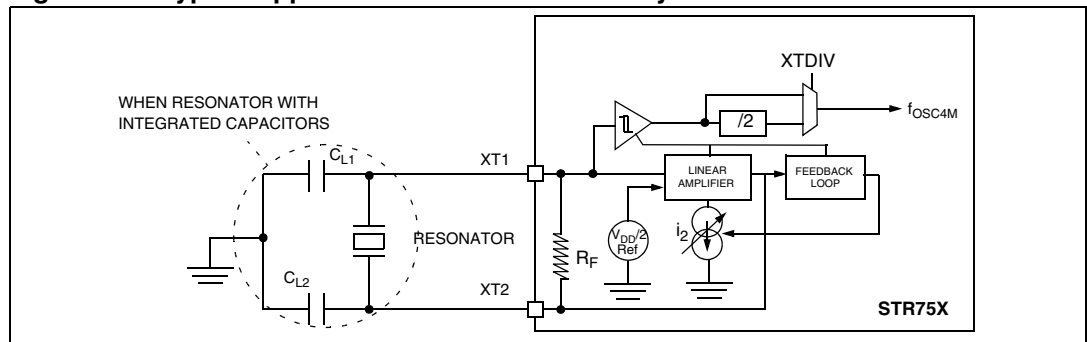 XTDIV
WHEN RESONATOR WITH
INTEGRATED CAPACITORS
/2
fOSC4M
CL1
XT1
LINEAR
AMPLIFIER
FEEDBACK
LOOP
RESONATOR
RF
VDD/2
Ref
i2
CL2
XT2
STR75X